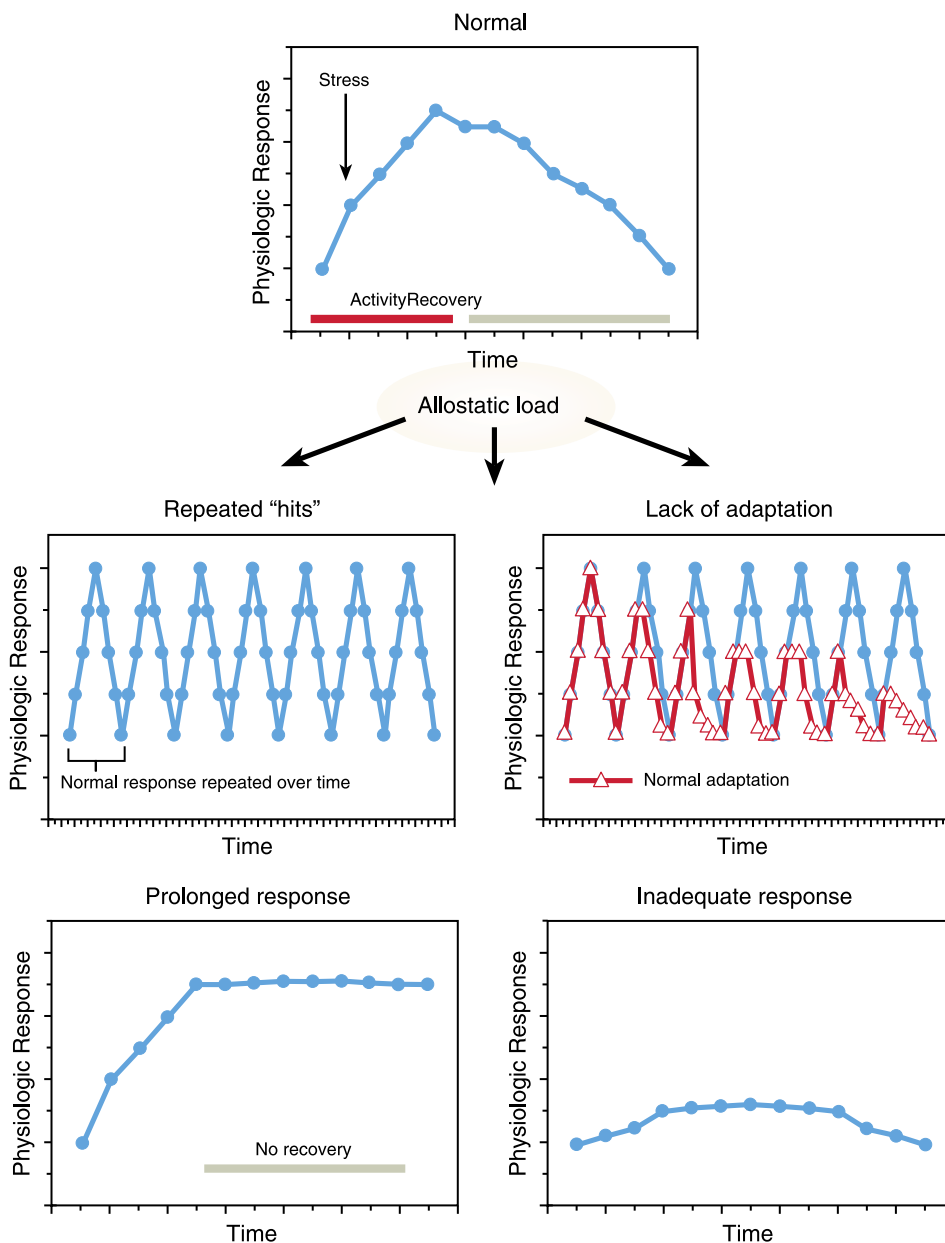 Normal
Stress
Physiologic Response
ActivityRecovery
Time
Allostatic load
Repeated “hits”
Physiologic Response
Normal response repeated over time
Time
Lack of adaptation
Physiologic Response
Normal adaptation
Time
Prolonged response
Physiologic Response
No recovery
Time
Inadequate response
Physiologic Response
Time